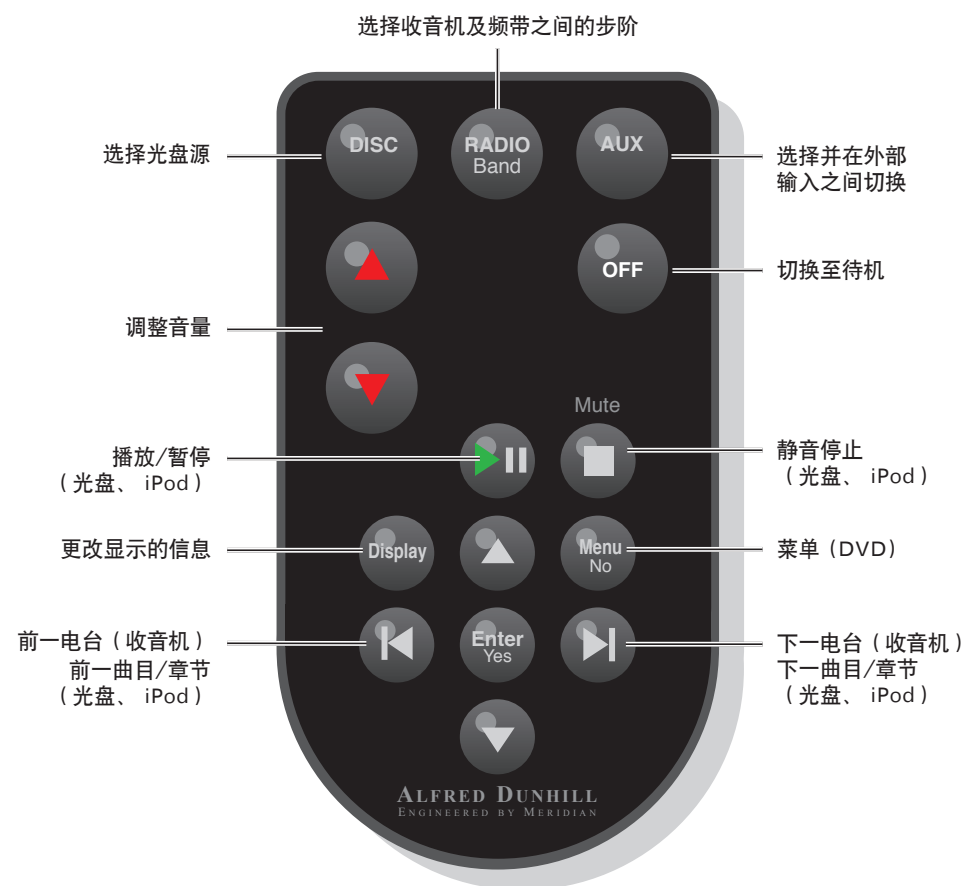 选择收音机及频带之间的步阶
DISC
RADIO
Band
AUX
选择光盘源
选择并在外部
输入之间切换
OFF
切换至待机
调整音量
Mute
播放/暂停
(光盘、 iPod)
静音停止
(光盘、 iPod)
更改显示的信息
Display
Menu
No
菜单 (DVD)
前一电台(收音机)
前一曲目/章节
(光盘、 iPod)
Enter
Yes
下一电台(收音机)
下一曲目/章节
(光盘、 iPod)
ALFRED DUNHILL
ENGINEERED BY MERIDIAN